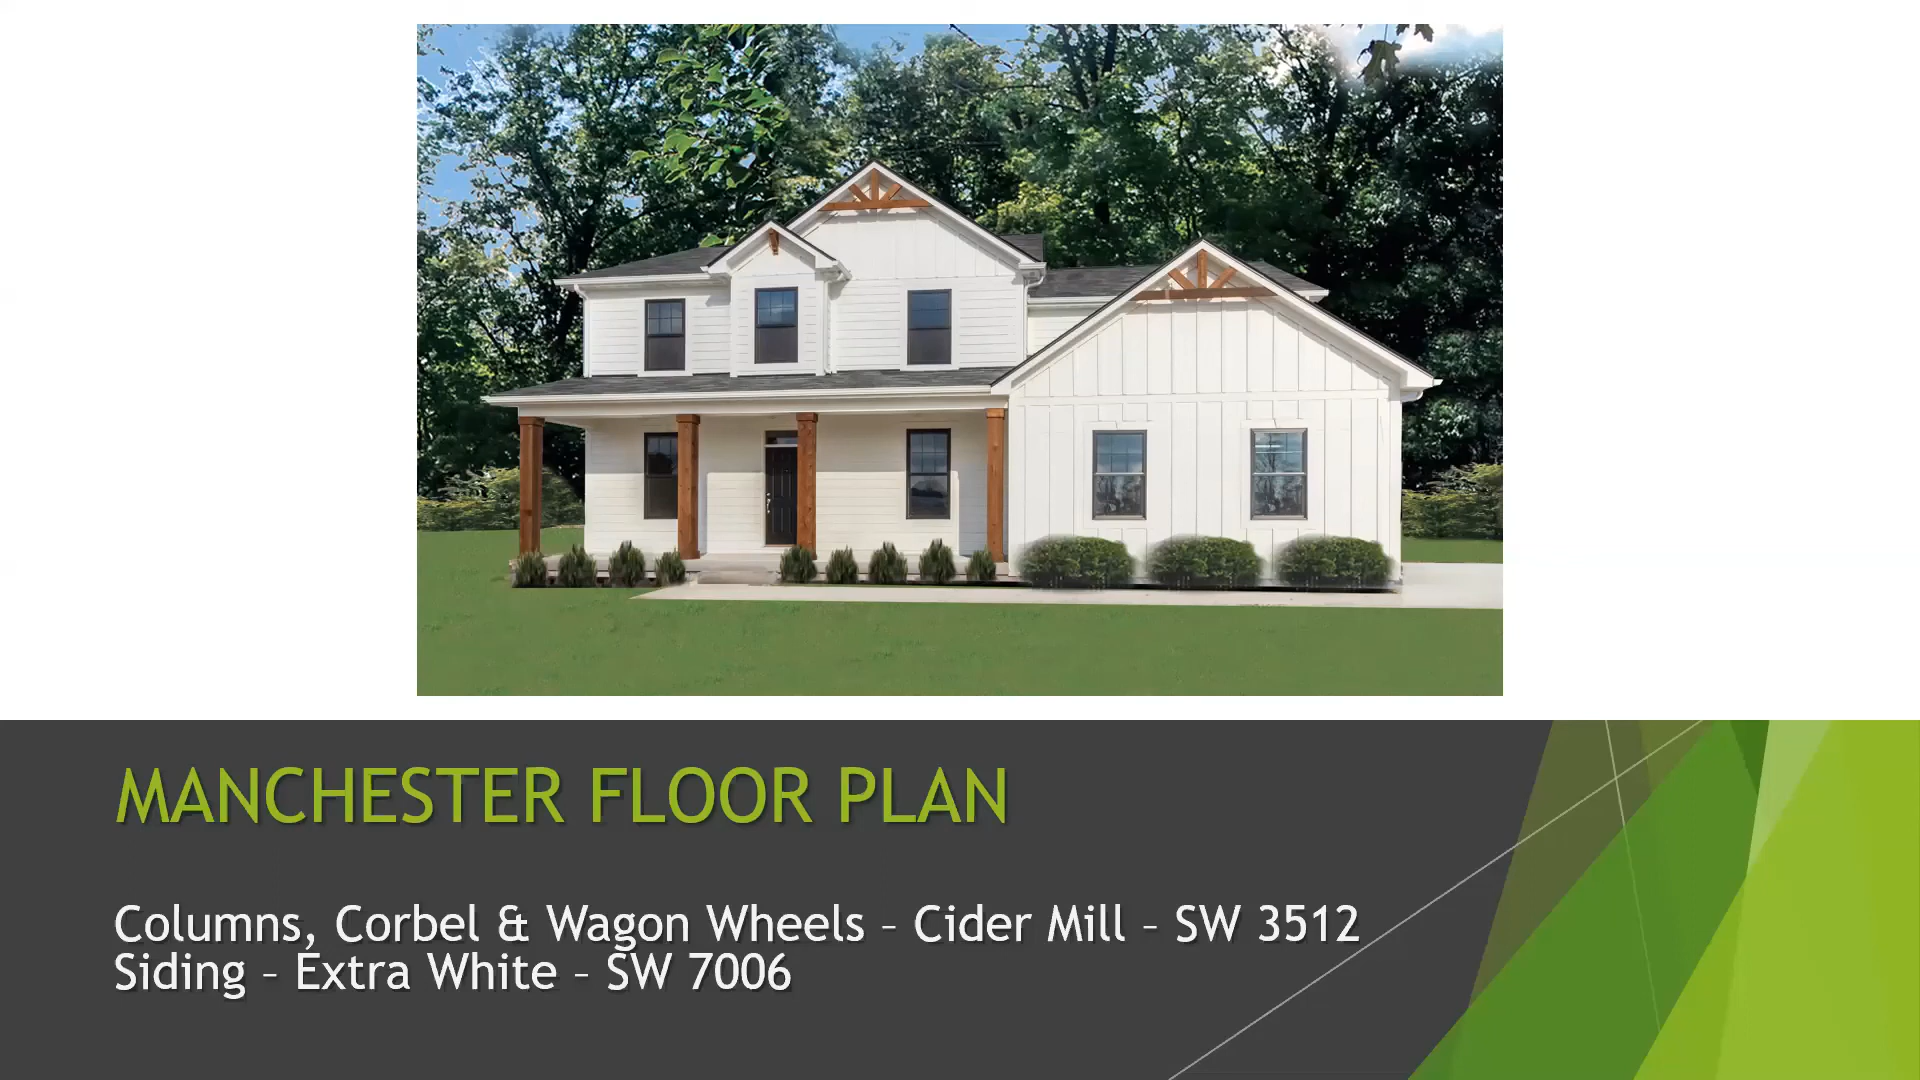 MANCHESTER FLOOR PLAN
Columns, Corbel & Wagon Wheels – Cider Mill – SW 3512
Siding – Extra White – SW 7006